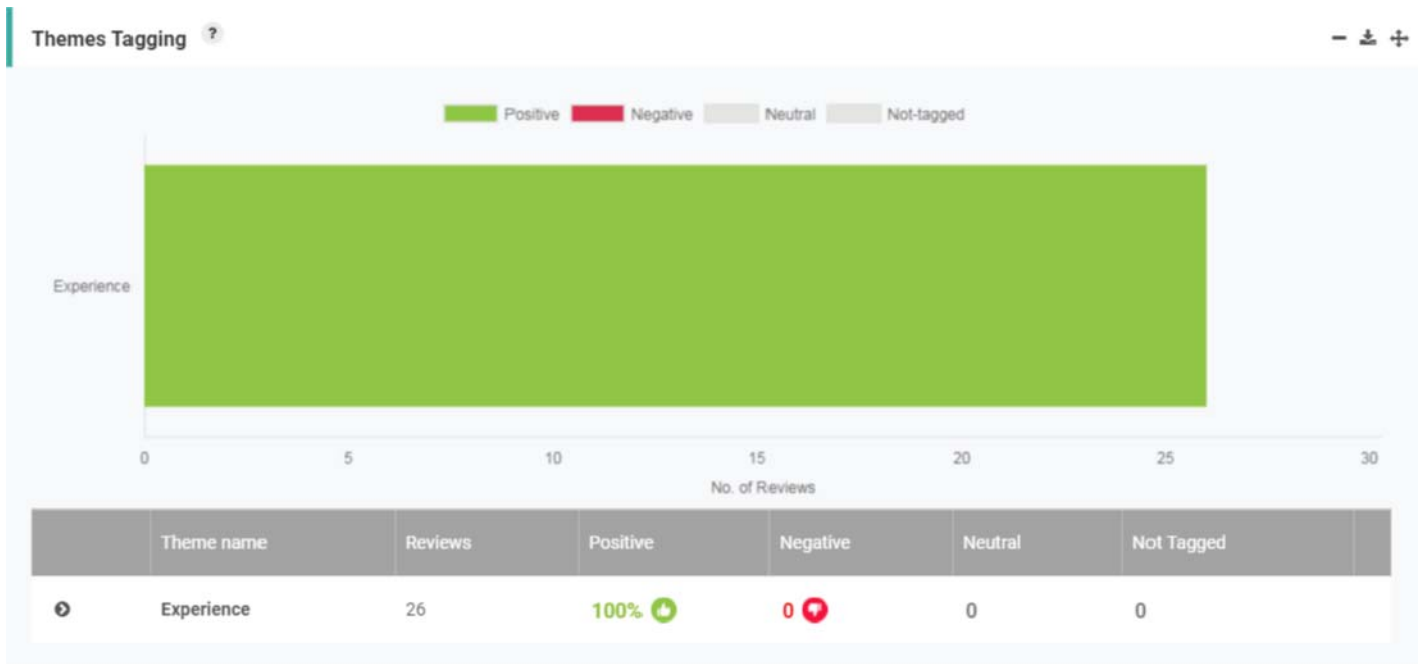 Themes Tagging ?
Positive Negative Neutral Not-tagged
Experience
0 5 10 15 20 25 30
No. of Reviews
Theme name Reviews Positive Negative Neutral Not Tagged
Experience 26 100% 0 0 0